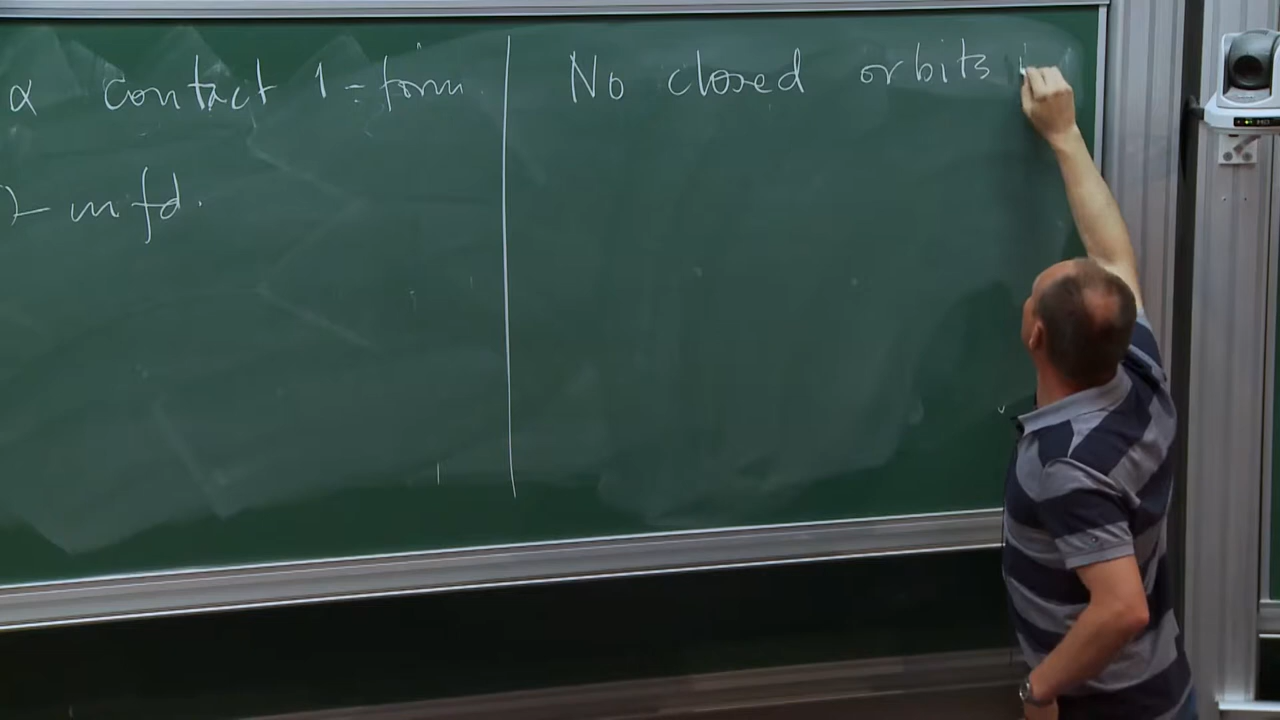 α contact 1-form
- mfd.
No closed orbits